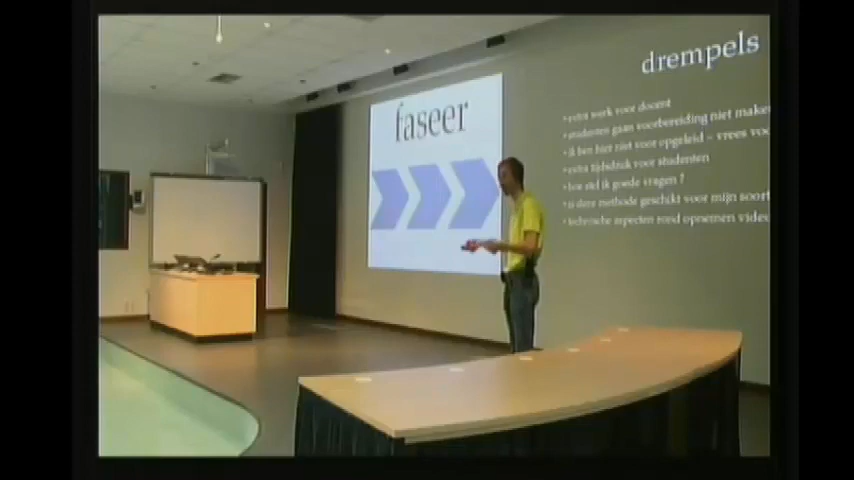 faseer
drempels
• extra werk voor docent
• studenten gaan voorbereiding niet maken
• ik ben hier niet voor opgeleid – vrees voo
• extra tijdsdruk voor studenten
• hoe stel ik goede vragen ?
• is deze methode geschikt voor mijn soort
• technische aspecten rond opnemen video